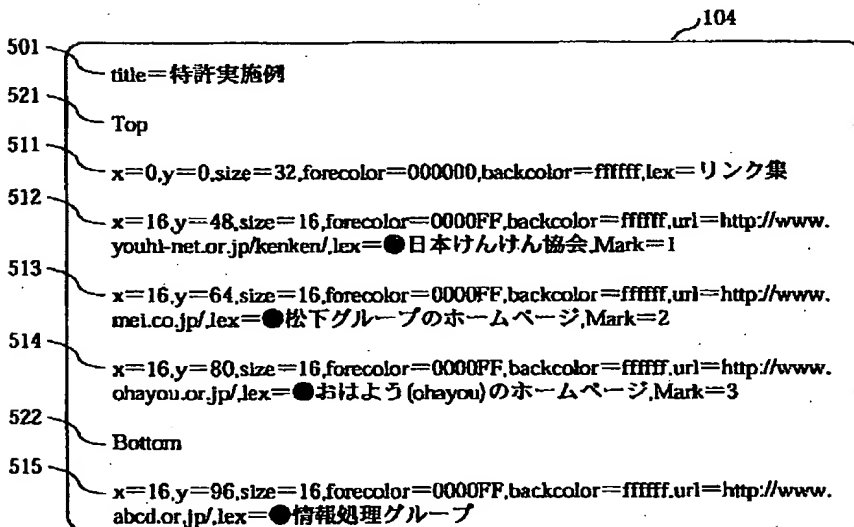 104
501
title=特許実施例
521
Top
511
x=0,y=0,size=32,forecolor=000000,backcolor=ffffff,lex=リンク集
512
x=16,y=48,size=16,forecolor=0000FF,backcolor=ffffff,url=http://www.
youhi-net.or.jp/kenken/,lex=●日本けんけん協会,Mark=1
513
x=16,y=64,size=16,forecolor=0000FF,backcolor=ffffff,url=http://www.
mei.co.jp/,lex=●松下グループのホームページ,Mark=2
514
x=16,y=80,size=16,forecolor=0000FF,backcolor=ffffff,url=http://www.
ohayou.or.jp/,lex=●おはよう(ohayou)のホームページ,Mark=3
522
Bottom
515
x=16,y=96,size=16,forecolor=0000FF,backcolor=ffffff,url=http://www.
abcd.or.jp/,lex=●情報処理グループ